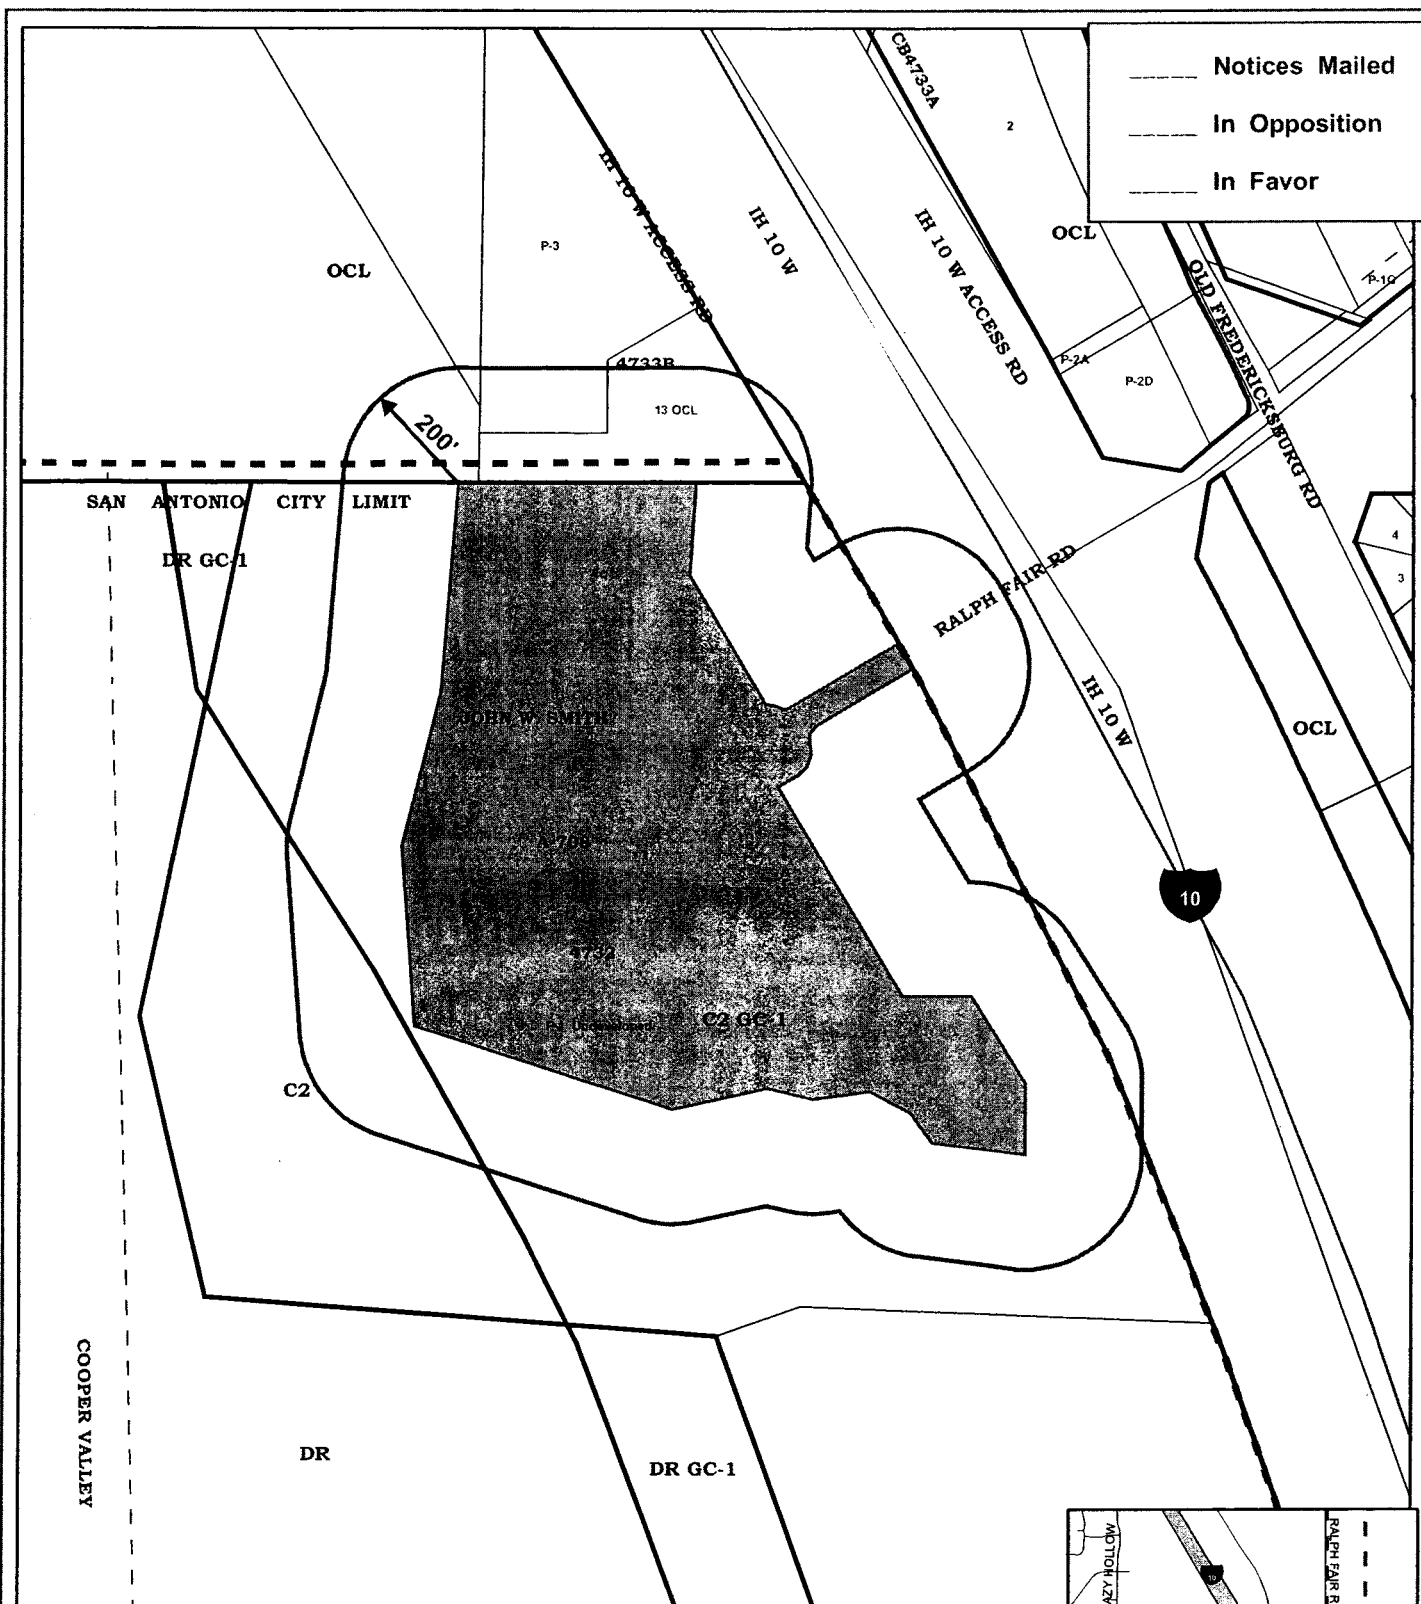 Notices Mailed
In Opposition
In Favor
CB4733A
2
IH 10 W ACCESS RD
IH 10 W
IH 10 W ACCESS RD
OCL
OCL
P-3
OLD FREDERICKSBURG RD
P-2A
P-2D
4733B
13 OCL
200'
SAN ANTONIO CITY LIMIT
DR GC-1
4
3
RALPH FAIR RD
IH 10 W
JOHN W. SMITH
OCL
10
4732
C2 GC-1
C2
COOPER VALLEY
DR
DR GC-1
10